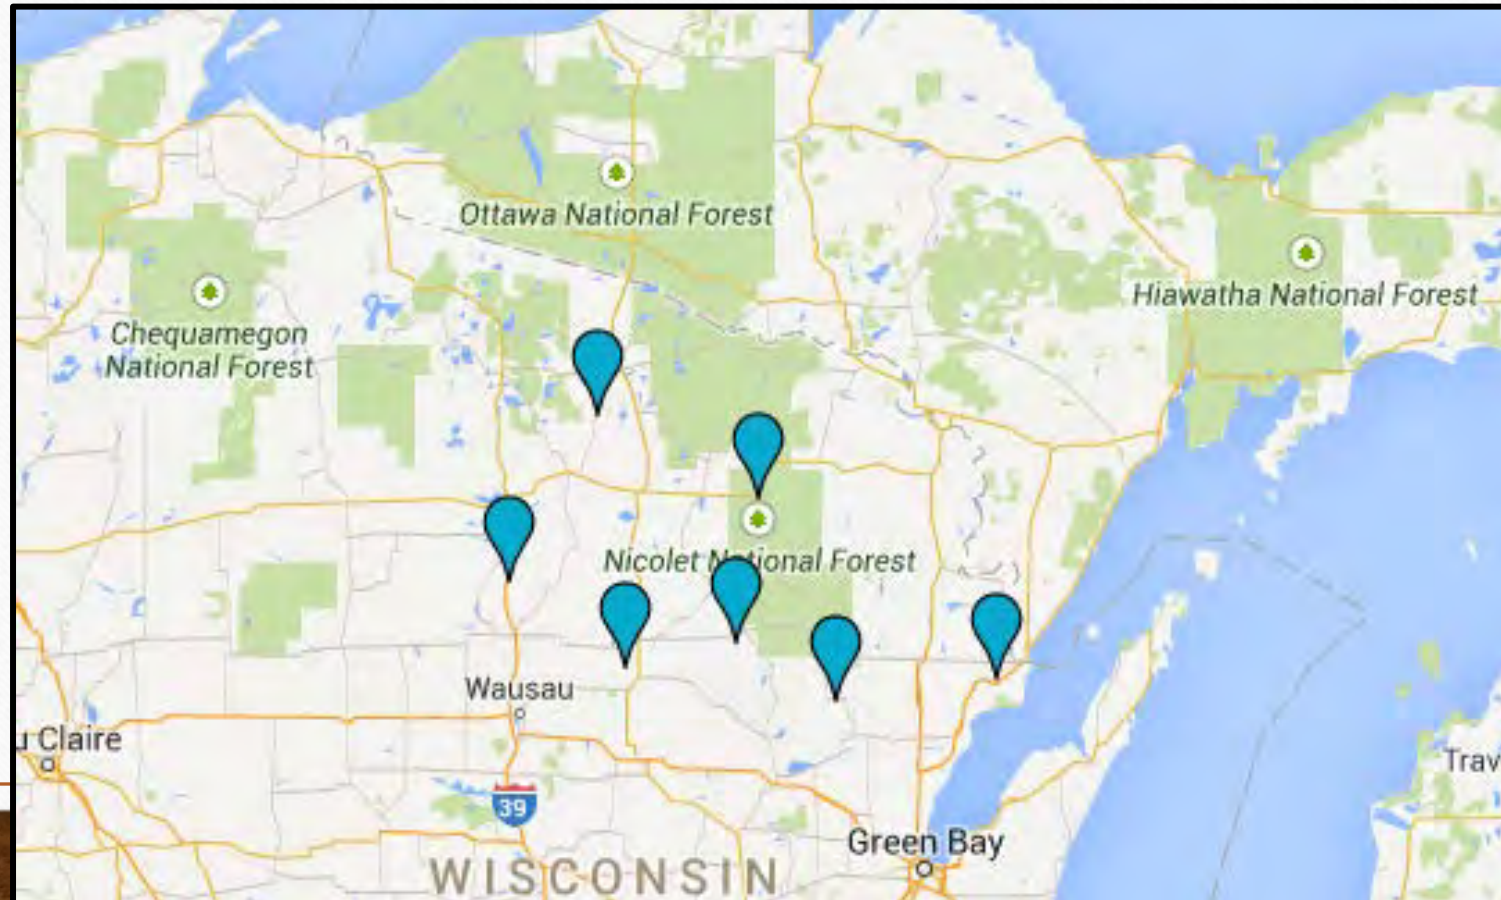 Ottawa National Forest
Hiawatha National Forest
Chequamegon
National Forest
Nicolet National Forest
Wausau
u Claire
Trav
39
Green Bay
WISCONSIN